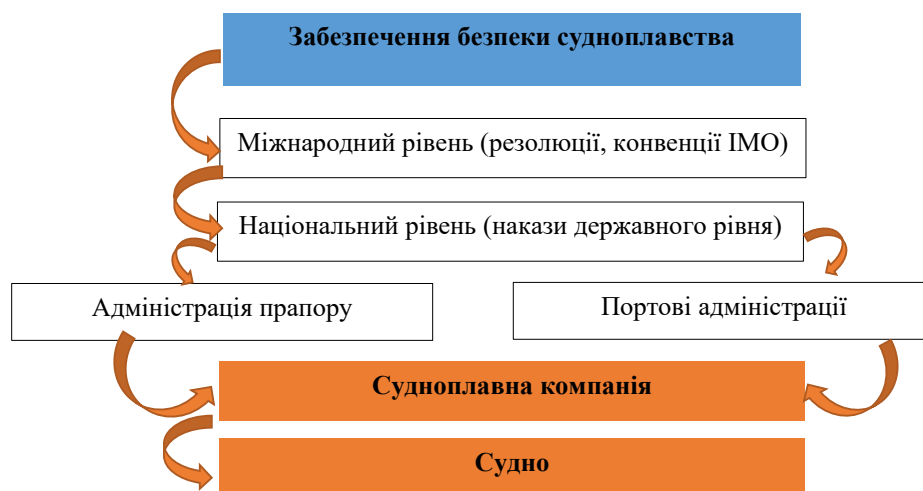 Забезпечення безпеки судноплавства
Міжнародний рівень (резолюції, конвенції ІМО)
Національний рівень (накази державного рівня)
Адміністрація прапору
Портові адміністрації
Судноплавна компанія
Судно